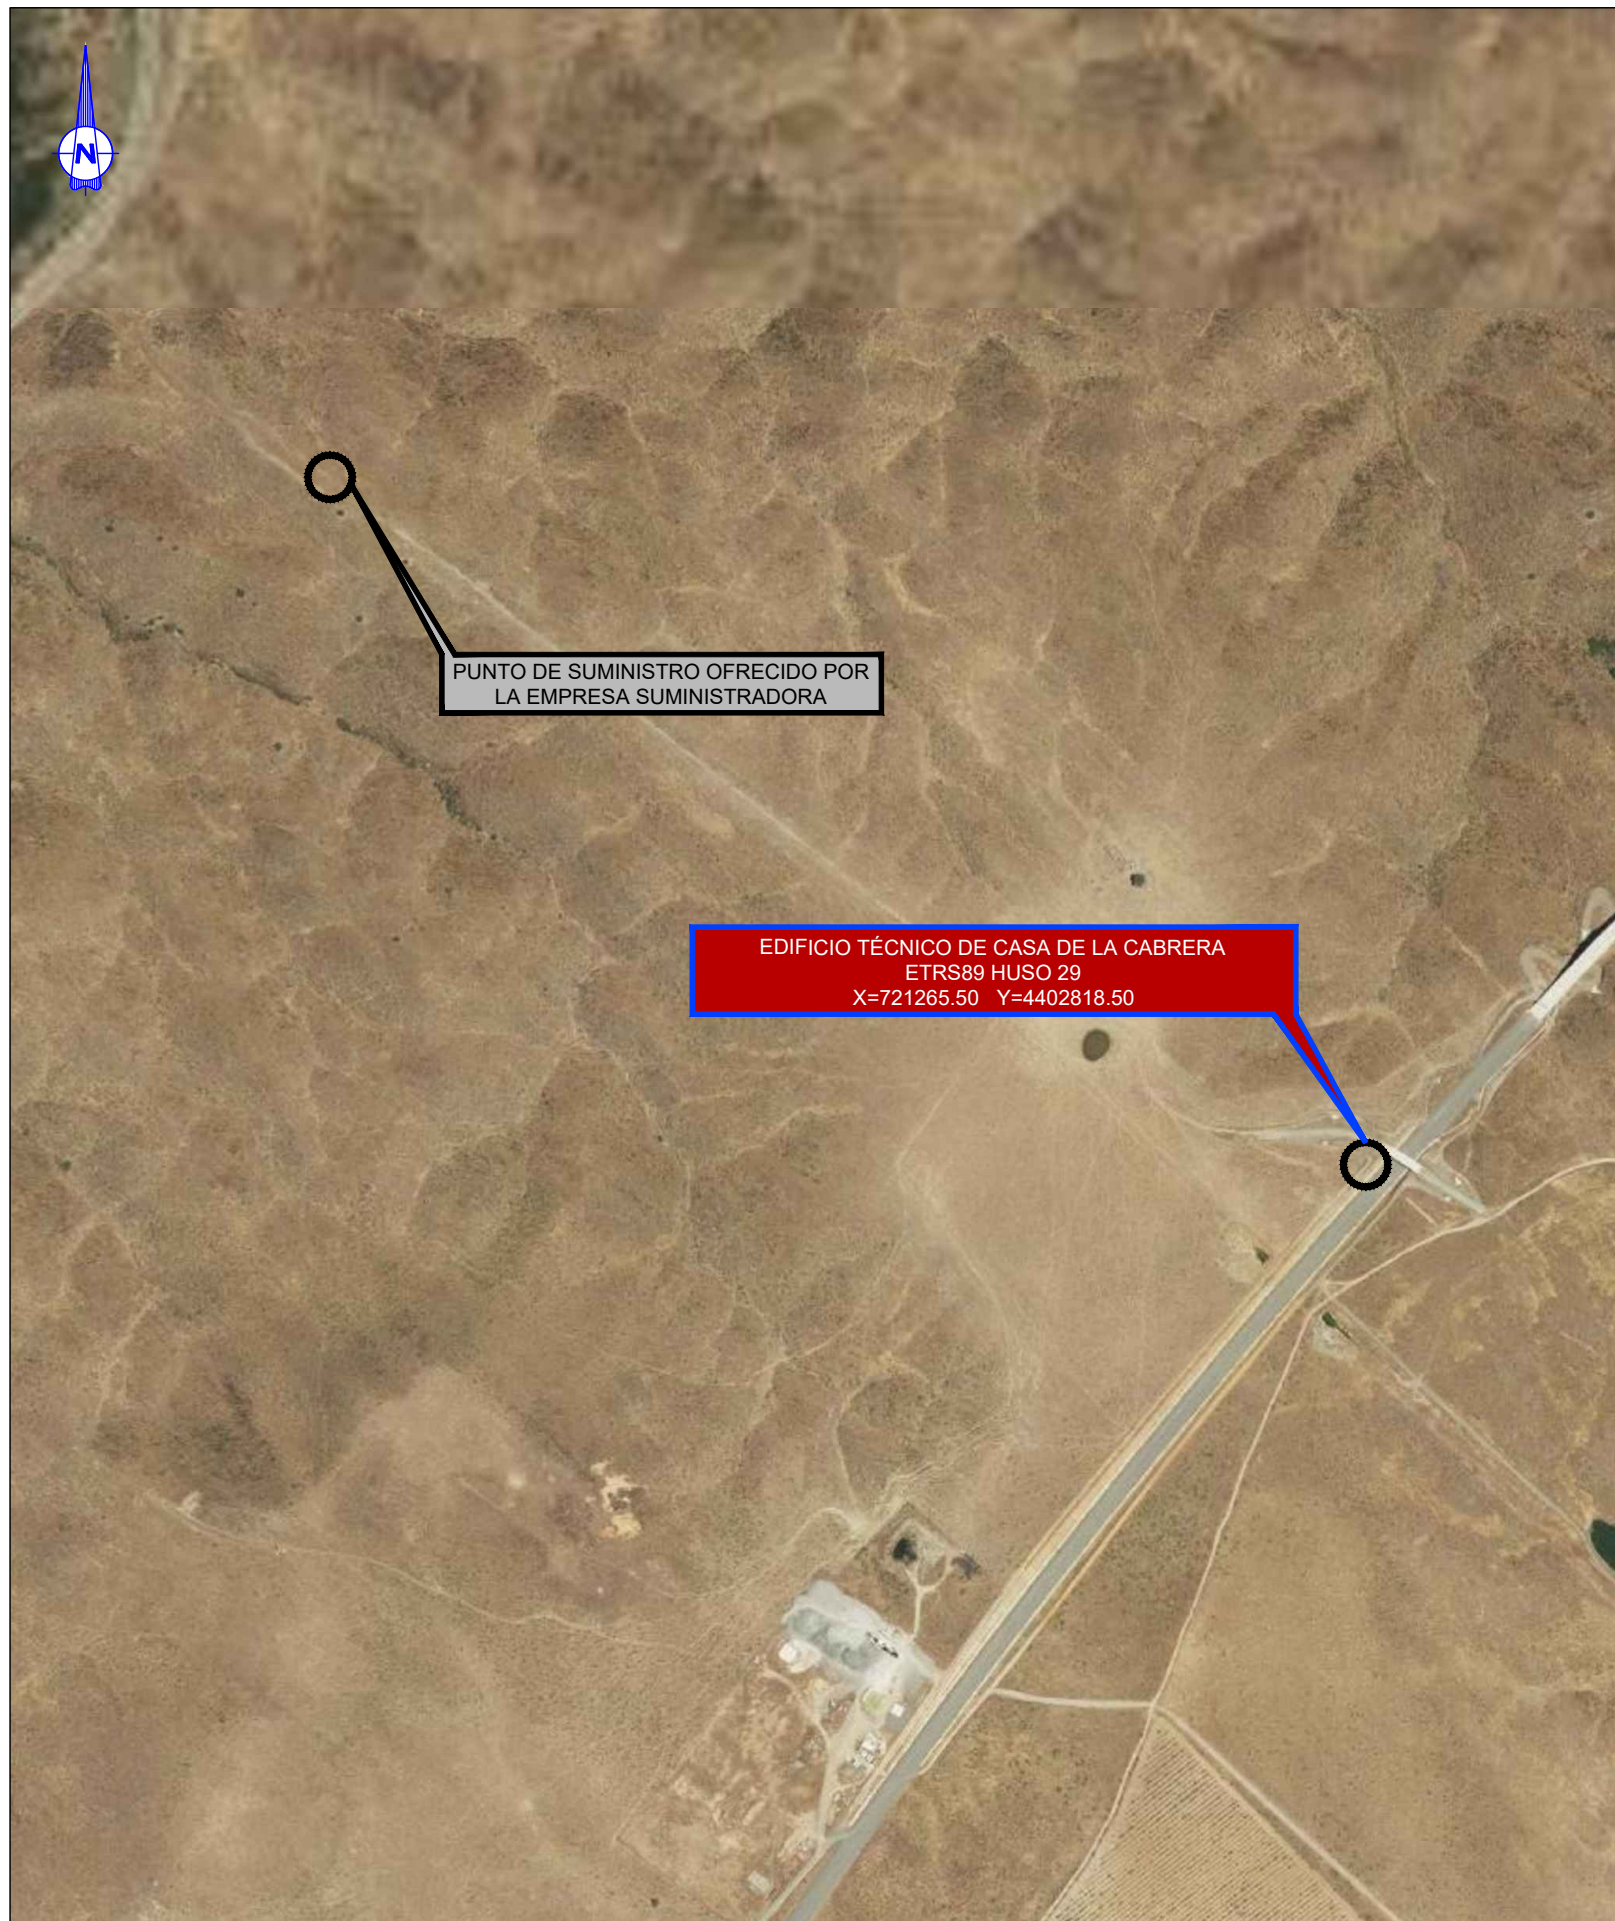 N
PUNTO DE SUMINISTRO OFRECIDO POR
LA EMPRESA SUMINISTRADORA
EDIFICIO TÉCNICO DE CASA DE LA CABRERA
ETRS89 HUSO 29
X=721265.50 Y=4402818.50